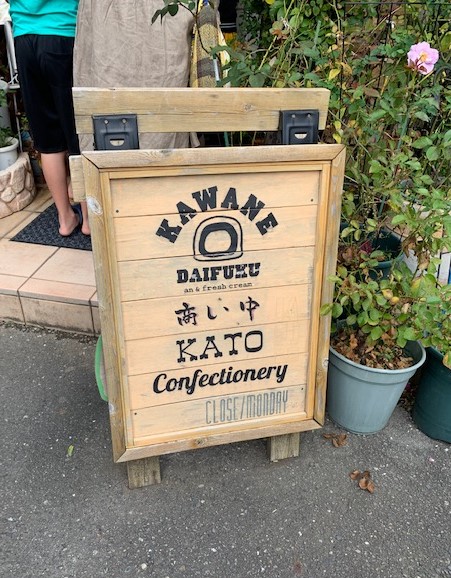 KAWANE
DAIFUKU
an & fresh cream
商い中
KATO
Confectionery
CLOSE/MONDAY